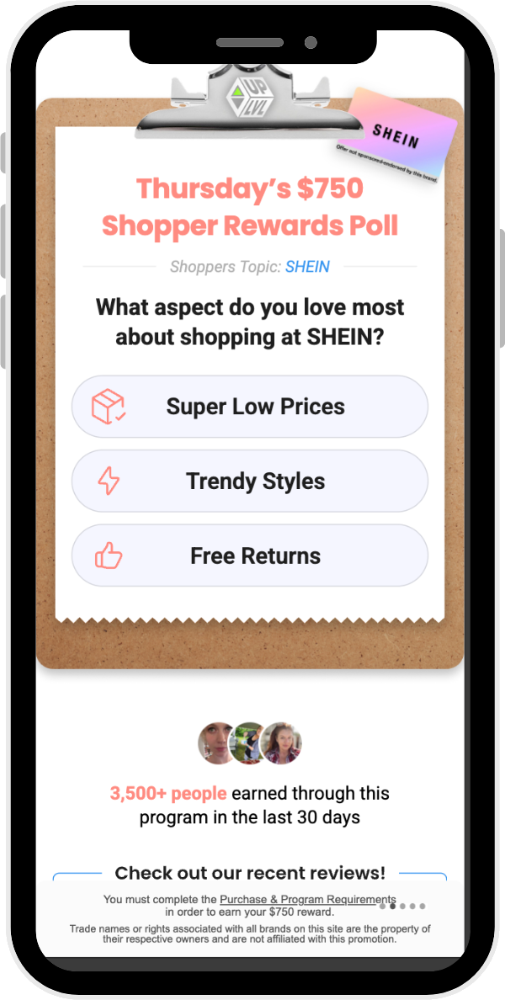 UP
LVL
SHEIN
Offer not sponsored-endorsed by this brand.
Thursday’s $750
Shopper Rewards Poll
Shoppers Topic: SHEIN
What aspect do you love most
about shopping at SHEIN?
Super Low Prices
Trendy Styles
Free Returns
3,500+ people earned through this
program in the last 30 days
Check out our recent reviews!
You must complete the Purchase & Program Requirements
in order to earn your $750 reward.
Trade names or rights associated with all brands on this site are the property of
their respective owners and are not affiliated with this promotion.